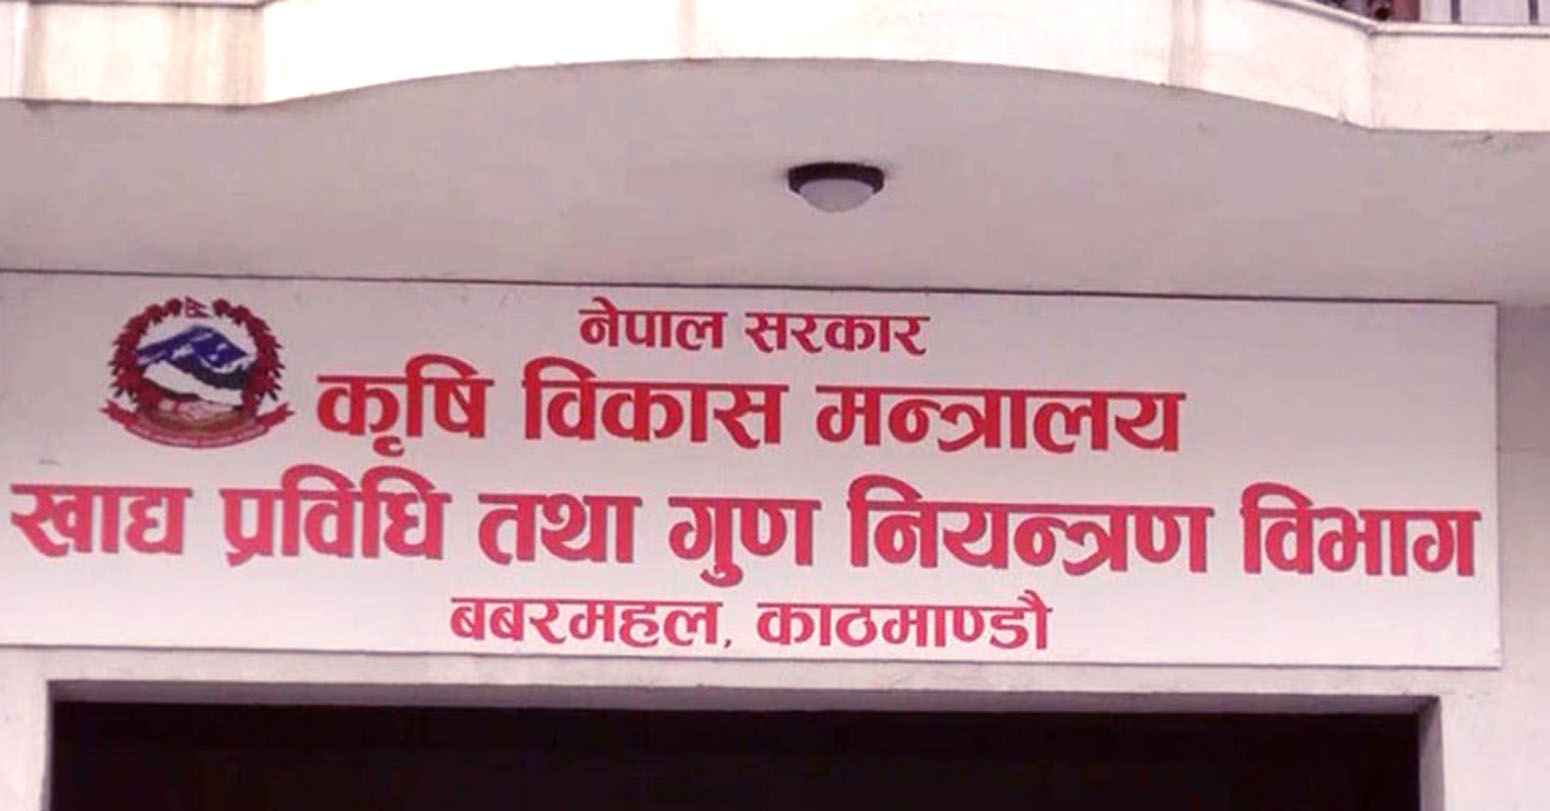 नेपाल सरकार
कृषि विकास मन्त्रालय
खाद्य प्रविधि तथा गुण नियन्त्रण विभाग
बबरमहल, काठमाण्डौ